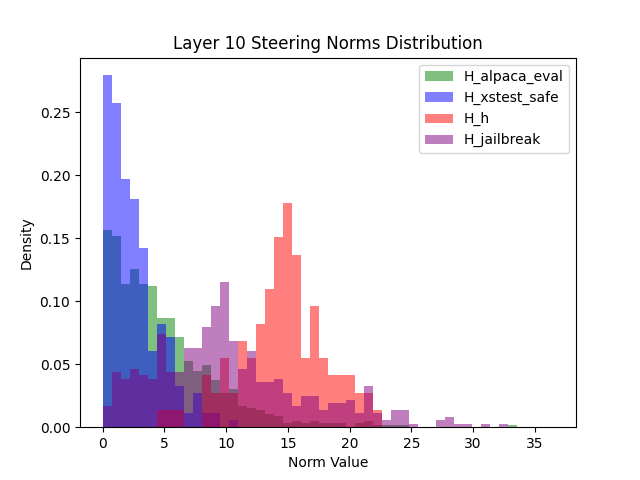 Layer 10 Steering Norms Distribution
H_alpaca_eval
H_xstest_safe
H_h
H_jailbreak
0.25
0.20
0.15
0.10
0.05
0.00
Density
0 5 10 15 20 25 30 35
Norm Value